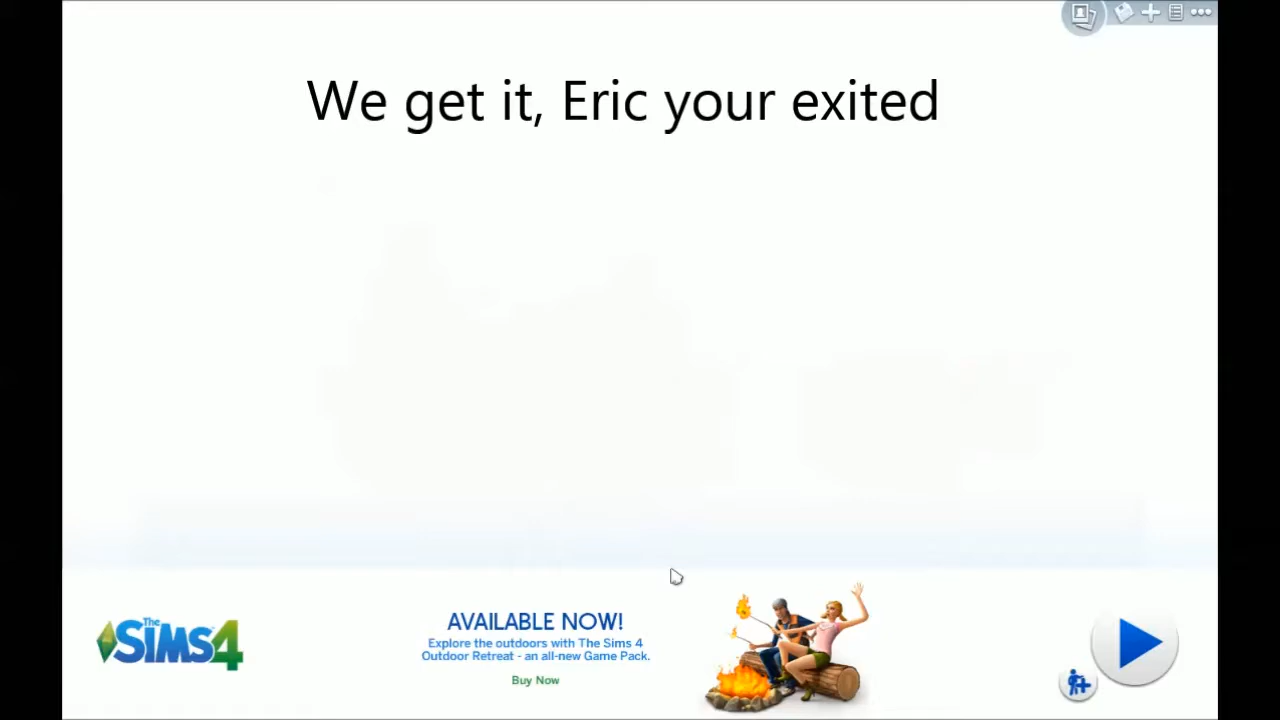 We get it, Eric your exited
The SIMS 4
AVAILABLE NOW!
Explore the outdoors with The Sims 4
Outdoor Retreat - an all-new Game Pack.
Buy Now